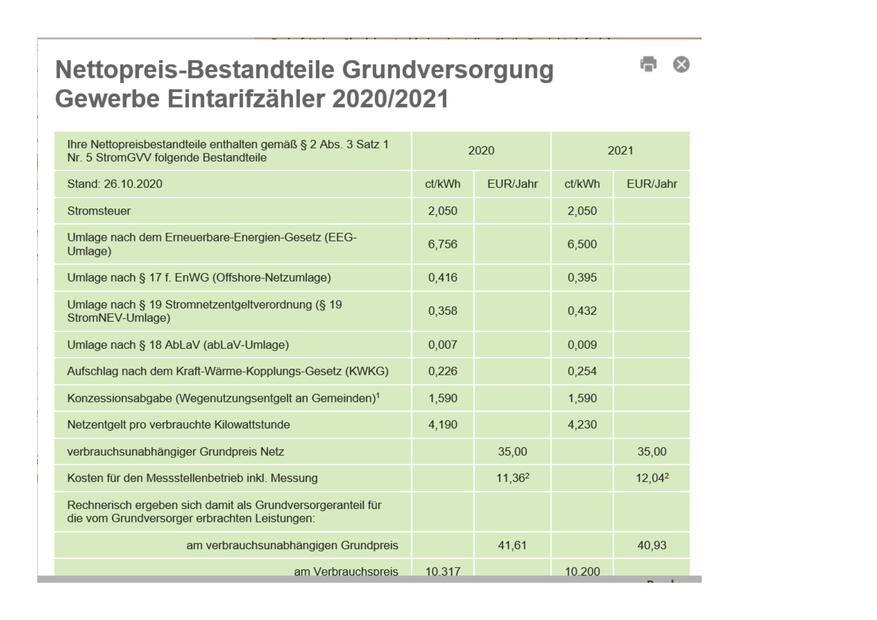 Nettopreis-Bestandteile Grundversorgung
Gewerbe Eintarifzähler 2020/2021
Ihre Nettopreisbestandteile enthalten gemäß § 2 Abs. 3 Satz 1
Nr. 5 StromGVV folgende Bestandteile
2020 2021
Stand: 26.10.2020 ct/kWh EUR/Jahr ct/kWh EUR/Jahr
Stromsteuer 2,050 2,050
Umlage nach dem Erneuerbare-Energien-Gesetz (EEG-
Umlage) 6,756 6,500
Umlage nach § 17 f. EnWG (Offshore-Netzumlage) 0,416 0,395
Umlage nach § 19 Stromnetzentgeltverordnung (§ 19
StromNEV-Umlage) 0,358 0,432
Umlage nach § 18 AbLaV (abLaV-Umlage) 0,007 0,009
Aufschlag nach dem Kraft-Wärme-Kopplungs-Gesetz (KWKG) 0,226 0,254
Konzessionsabgabe (Wegenutzungsentgelt an Gemeinden)¹ 1,590 1,590
Netzentgelt pro verbrauchte Kilowattstunde 4,190 4,230
verbrauchsunabhängiger Grundpreis Netz 35,00 35,00
Kosten für den Messstellenbetrieb inkl. Messung 11,36² 12,04²
Rechnerisch ergeben sich damit als Grundversorgeranteil für
die vom Grundversorger erbrachten Leistungen:
am verbrauchsunabhängigen Grundpreis 41,61 40,93
am Verbrauchspreis 10,317 10,200